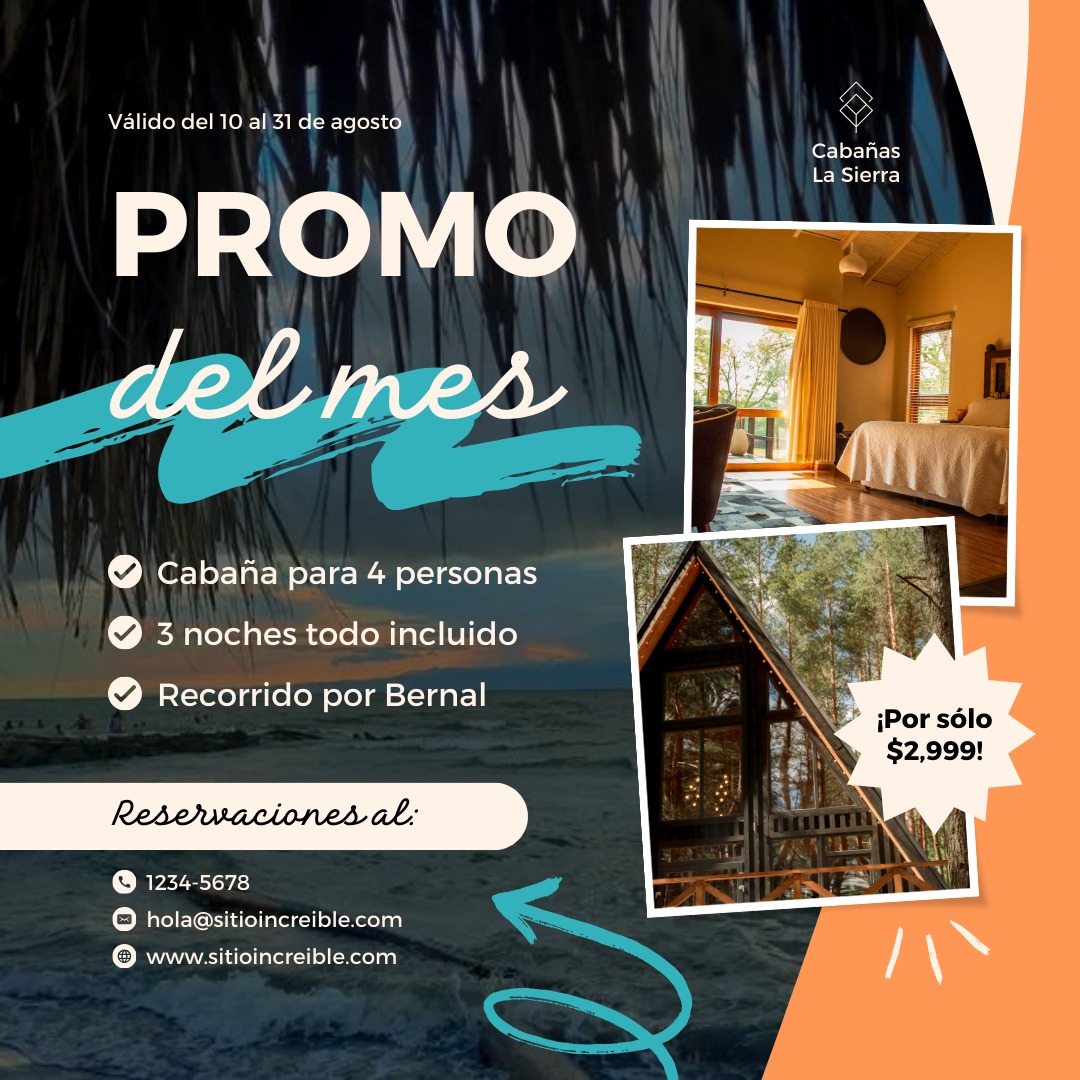 Válido del 10 al 31 de agosto
Cabañas
La Sierra
PROMO
del mes
Cabaña para 4 personas
3 noches todo incluido
Recorrido por Bernal
¡Por sólo
$2,999!
Reservaciones al:
1234-5678
hola@sitioincreible.com
www.sitioincreible.com